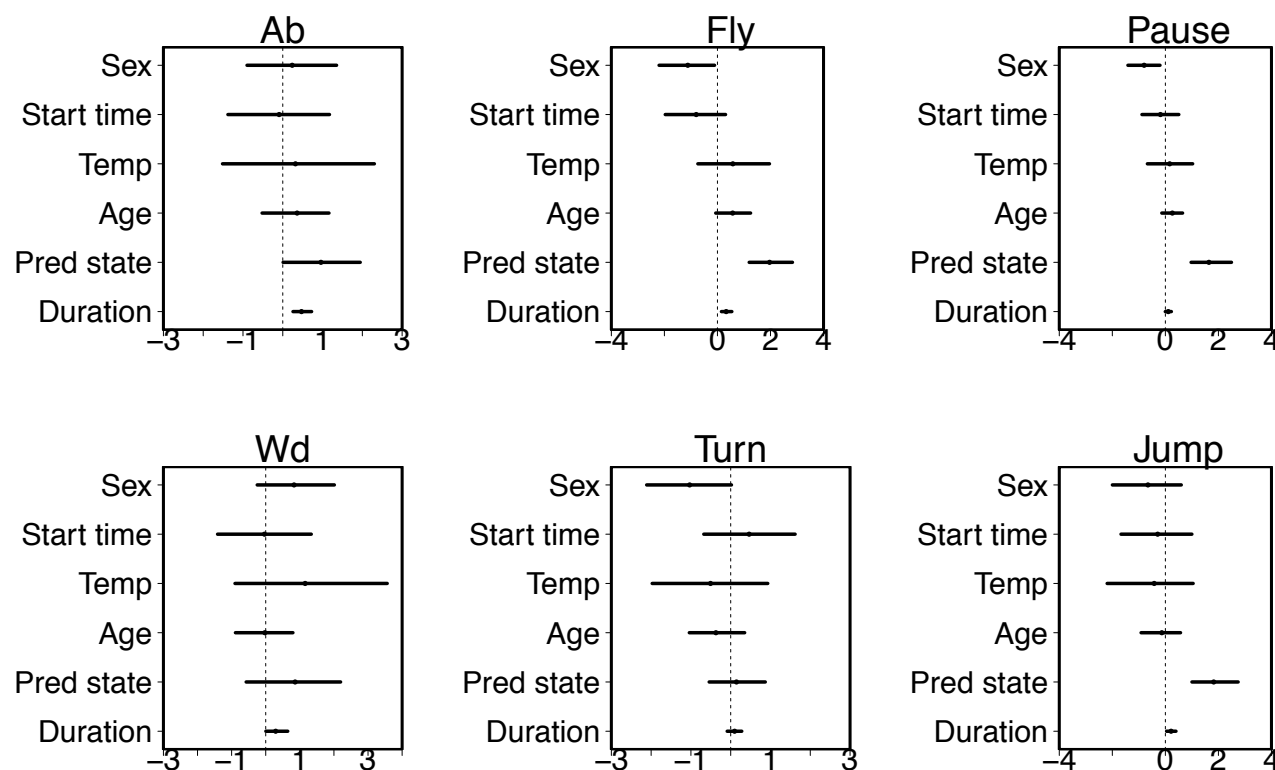 Ab
Sex
Start time
Temp
Age
Pred state
Duration
−3 −1 1 3
Fly
Sex
Start time
Temp
Age
Pred state
Duration
−4 0 2 4
Pause
Sex
Start time
Temp
Age
Pred state
Duration
−4 0 2 4
Wd
Sex
Start time
Temp
Age
Pred state
Duration
−3 −1 1 3
Turn
Sex
Start time
Temp
Age
Pred state
Duration
−3 −1 1 3
Jump
Sex
Start time
Temp
Age
Pred state
Duration
−4 0 2 4